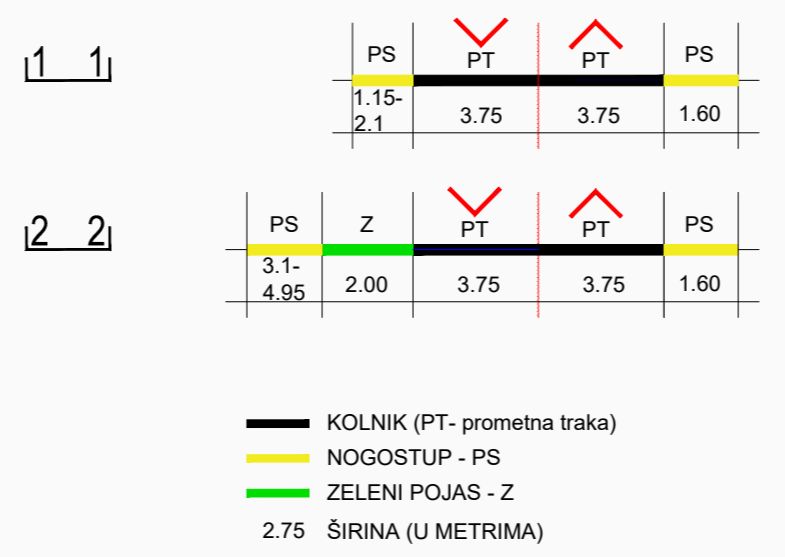 1 1
PS PT PT PS
1.15-
2.1 3.75 3.75 1.60
2 2
PS Z PT PT PS
3.1-
4.95 2.00 3.75 3.75 1.60
KOLNIK (PT- prometna traka)
NOGOSTUP - PS
ZELENI POJAS - Z
2.75 ŠIRINA (U METRIMA)